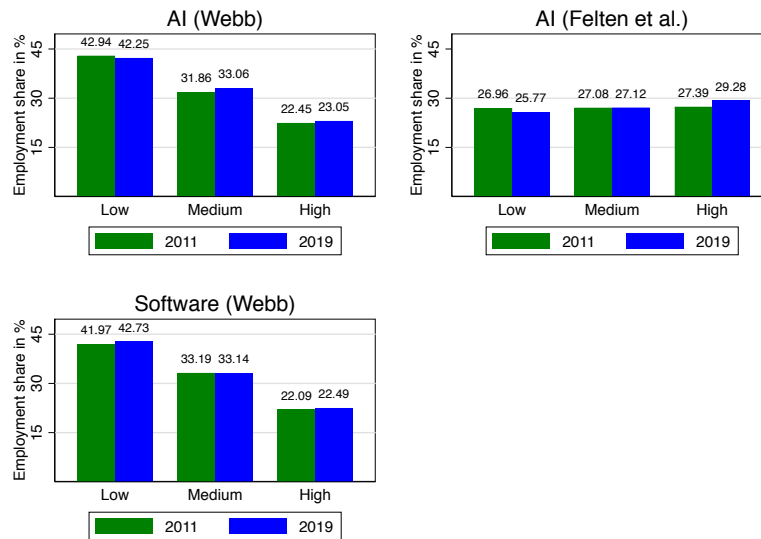 AI (Webb)
Employment share in %
45
30
15
42.94 42.25
31.86 33.06
22.45 23.05
Low Medium High
2011 2019
AI (Felten et al.)
Employment share in %
45
30
15
26.96 25.77
27.08 27.12
27.39 29.28
Low Medium High
2011 2019
Software (Webb)
Employment share in %
45
30
15
41.97 42.73
33.19 33.14
22.09 22.49
Low Medium High
2011 2019